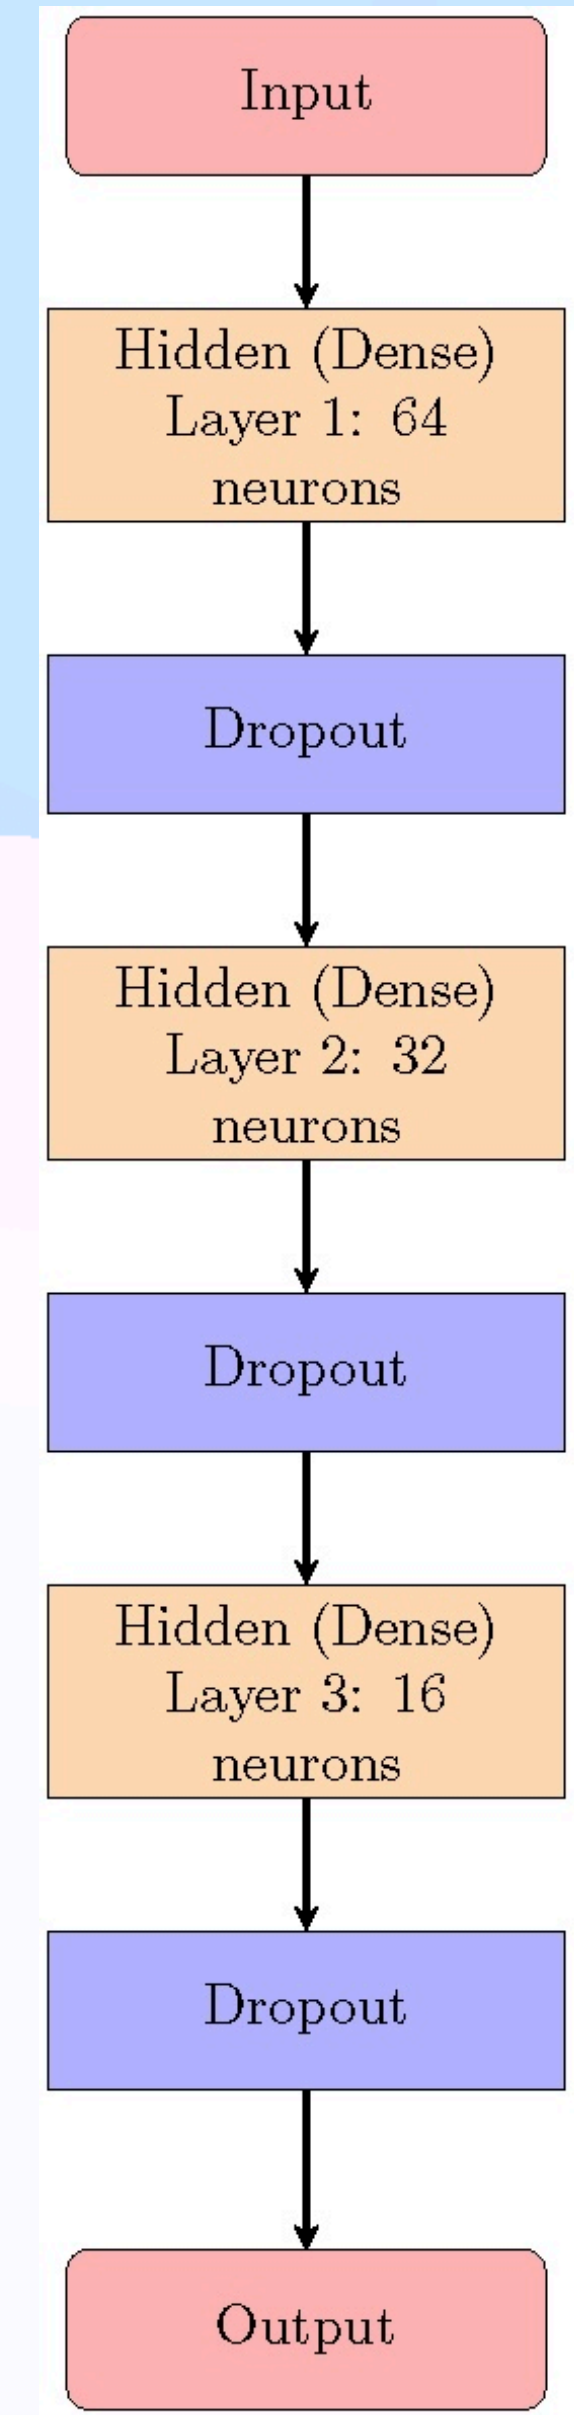 Input
Hidden (Dense)
Layer 1: 64
neurons
Dropout
Hidden (Dense)
Layer 2: 32
neurons
Dropout
Hidden (Dense)
Layer 3: 16
neurons
Dropout
Output